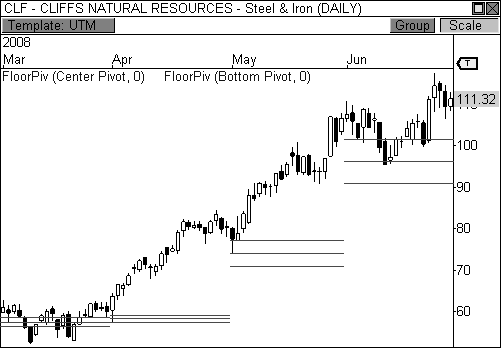 CLF - CLIFFS NATURAL RESOURCES - Steel & Iron (DAILY)
Template: UTM Group Scale
2008
Mar Apr May Jun
T
FloorPiv (Center Pivot, 0) FloorPiv (Bottom Pivot, 0)
111.32
100
90
80
70
60